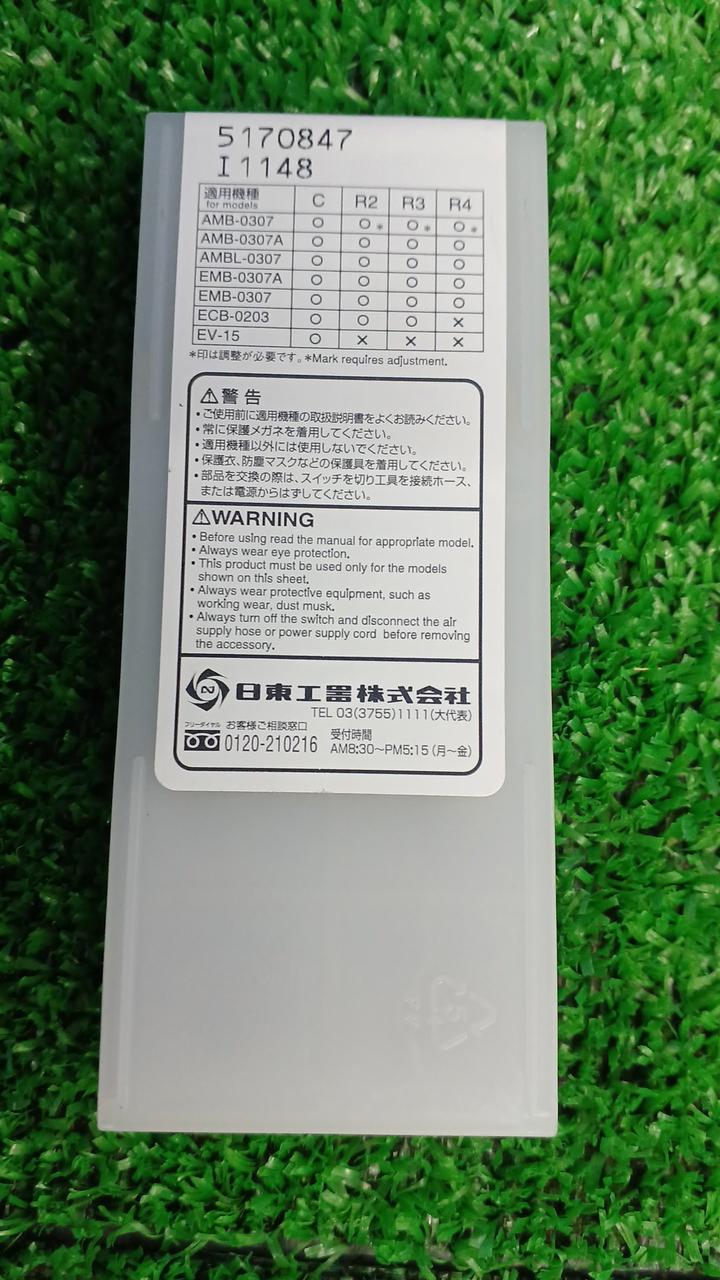 5170847
I1148
適用機種 C R2 R3 R4
for models
AMB-0307 ○ ○* ○* ○*
AMB-0307A ○ ○ ○ ○
AMBL-0307 ○ ○ ○ ○
EMB-0307A ○ ○ ○ ○
EMB-0307 ○ ○ ○ ○
ECB-0203 ○ ○ ○ ×
EV-15 ○ × × ×
*印は調整が必要です。*Mark requires adjustment.
⚠警告
・ご使用前に適用機種の取扱説明書をよくお読みください。
・常に保護メガネを着用してください。
・適用機種以外には使用しないでください。
・保護衣、防塵マスクなどの保護具を着用してください。
・部品を交換の際は、スイッチを切り工具を接続ホース、
または電源からはずしてください。
⚠WARNING
• Before using read the manual for appropriate model.
• Always wear eye protection.
• This product must be used only for the models
shown on this sheet.
• Always wear protective equipment, such as
working wear, dust musk.
• Always turn off the switch and disconnect the air
supply hose or power supply cord before removing
the accessory.
日東工器株式会社
TEL 03(3755)1111(大代表)
フリーダイヤル お客様ご相談窓口
0120-210216
受付時間
AM8:30〜PM5:15(月〜金)
5
PP